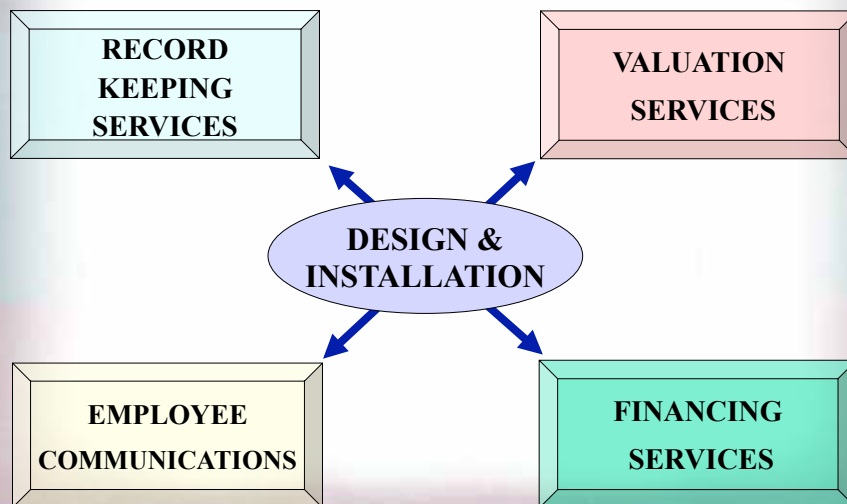 RECORD
KEEPING
SERVICES
VALUATION
SERVICES
DESIGN &
INSTALLATION
EMPLOYEE
COMMUNICATIONS
FINANCING
SERVICES